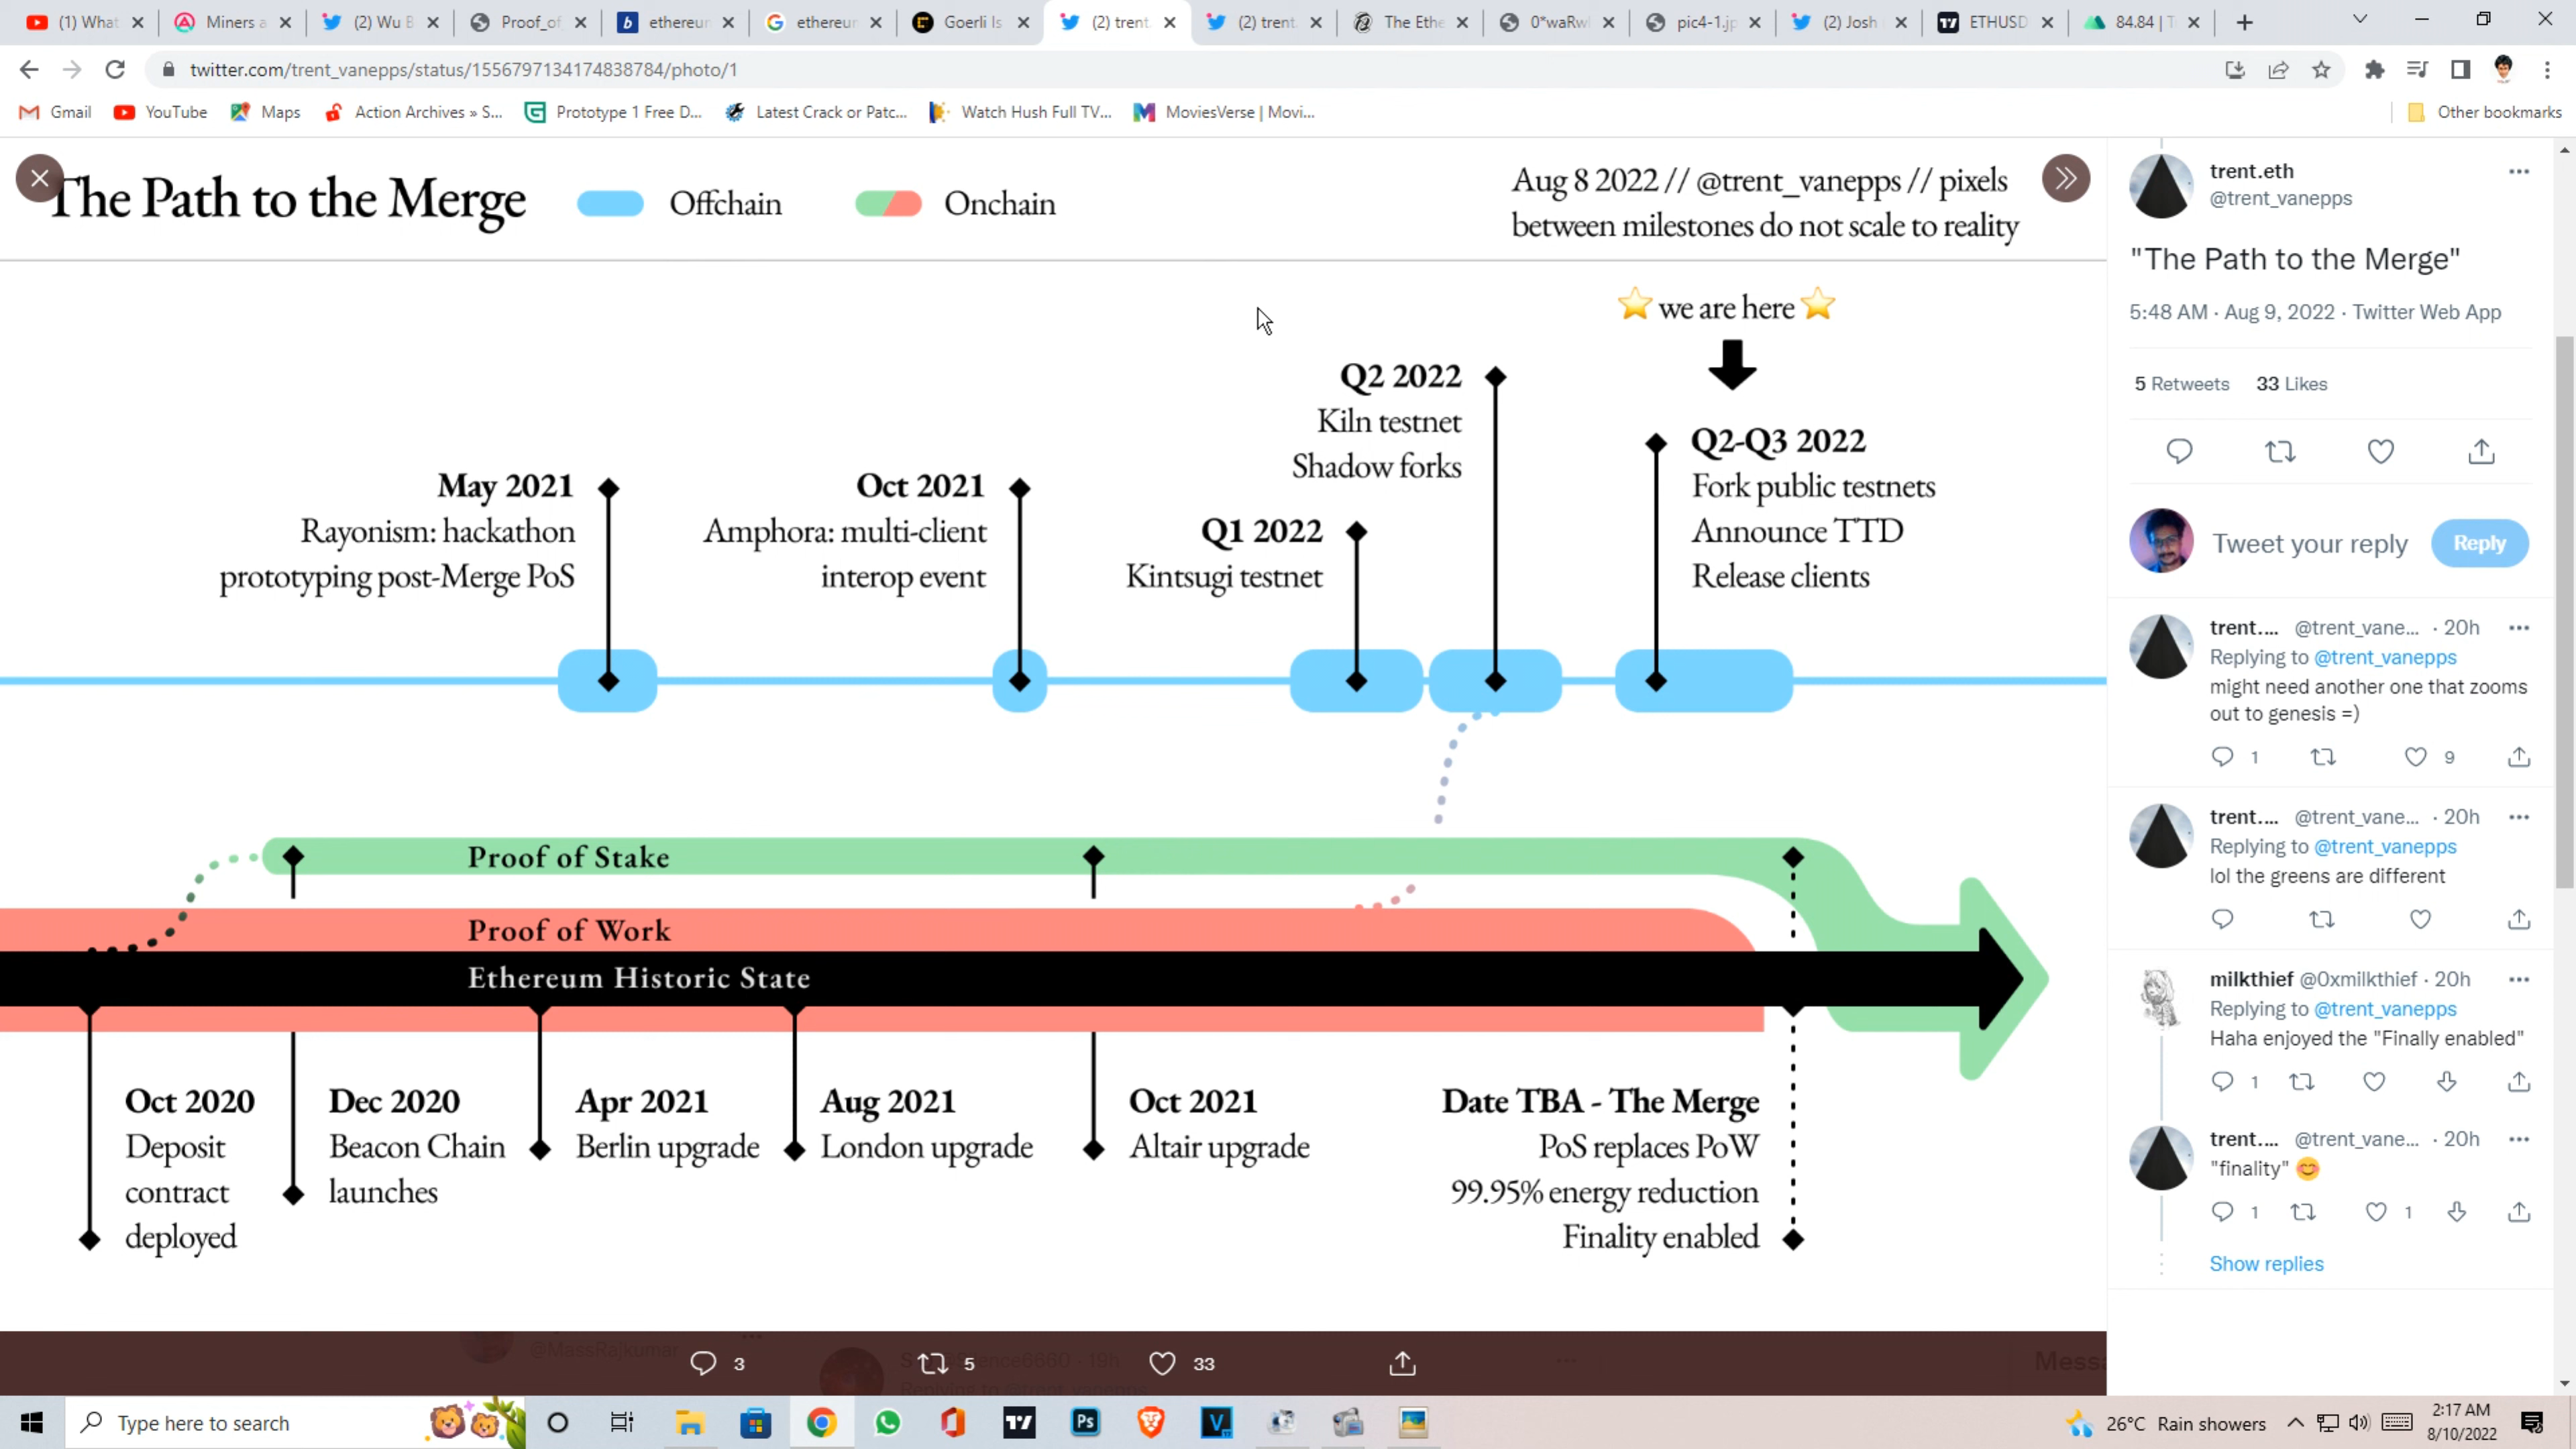 (1) What
Miners a
(2) Wu B
Proof_of
ethereum
ethereum
Goerli Is
(2) trent.
(2) trent.
The Ethe
0*waRwl
pic4-1.jp
(2) Josh
ETHUSD
84.84 | T
twitter.com/trent_vanepps/status/1556797134174838784/photo/1
Gmail
YouTube
Maps
Action Archives » S...
Prototype 1 Free D...
Latest Crack or Patc...
Watch Hush Full TV...
MoviesVerse | Movi...
Other bookmarks
The Path to the Merge
Offchain
Onchain
Aug 8 2022 // @trent_vanepps // pixels
between milestones do not scale to reality
we are here
May 2021
Rayonism: hackathon
prototyping post-Merge PoS
Oct 2021
Amphora: multi-client
interop event
Q1 2022
Kintsugi testnet
Q2 2022
Kiln testnet
Shadow forks
Q2-Q3 2022
Fork public testnets
Announce TTD
Release clients
Proof of Stake
Proof of Work
Ethereum Historic State
Oct 2020
Deposit
contract
deployed
Dec 2020
Beacon Chain
launches
Apr 2021
Berlin upgrade
Aug 2021
London upgrade
Oct 2021
Altair upgrade
Date TBA - The Merge
PoS replaces PoW
99.95% energy reduction
Finality enabled
3
5
33
trent.eth
@trent_vanepps
"The Path to the Merge"
5:48 AM · Aug 9, 2022 · Twitter Web App
5 Retweets 33 Likes
Tweet your reply
Reply
trent.... @trent_vane... · 20h
Replying to @trent_vanepps
might need another one that zooms
out to genesis =)
1
9
trent.... @trent_vane... · 20h
Replying to @trent_vanepps
lol the greens are different
milkthief @0xmilkthief · 20h
Replying to @trent_vanepps
Haha enjoyed the "Finally enabled"
1
trent.... @trent_vane... · 20h
"finality" 😊
1
1
Show replies
@MassRajkumar
Mess
Type here to search
26°C Rain showers
2:17 AM
8/10/2022